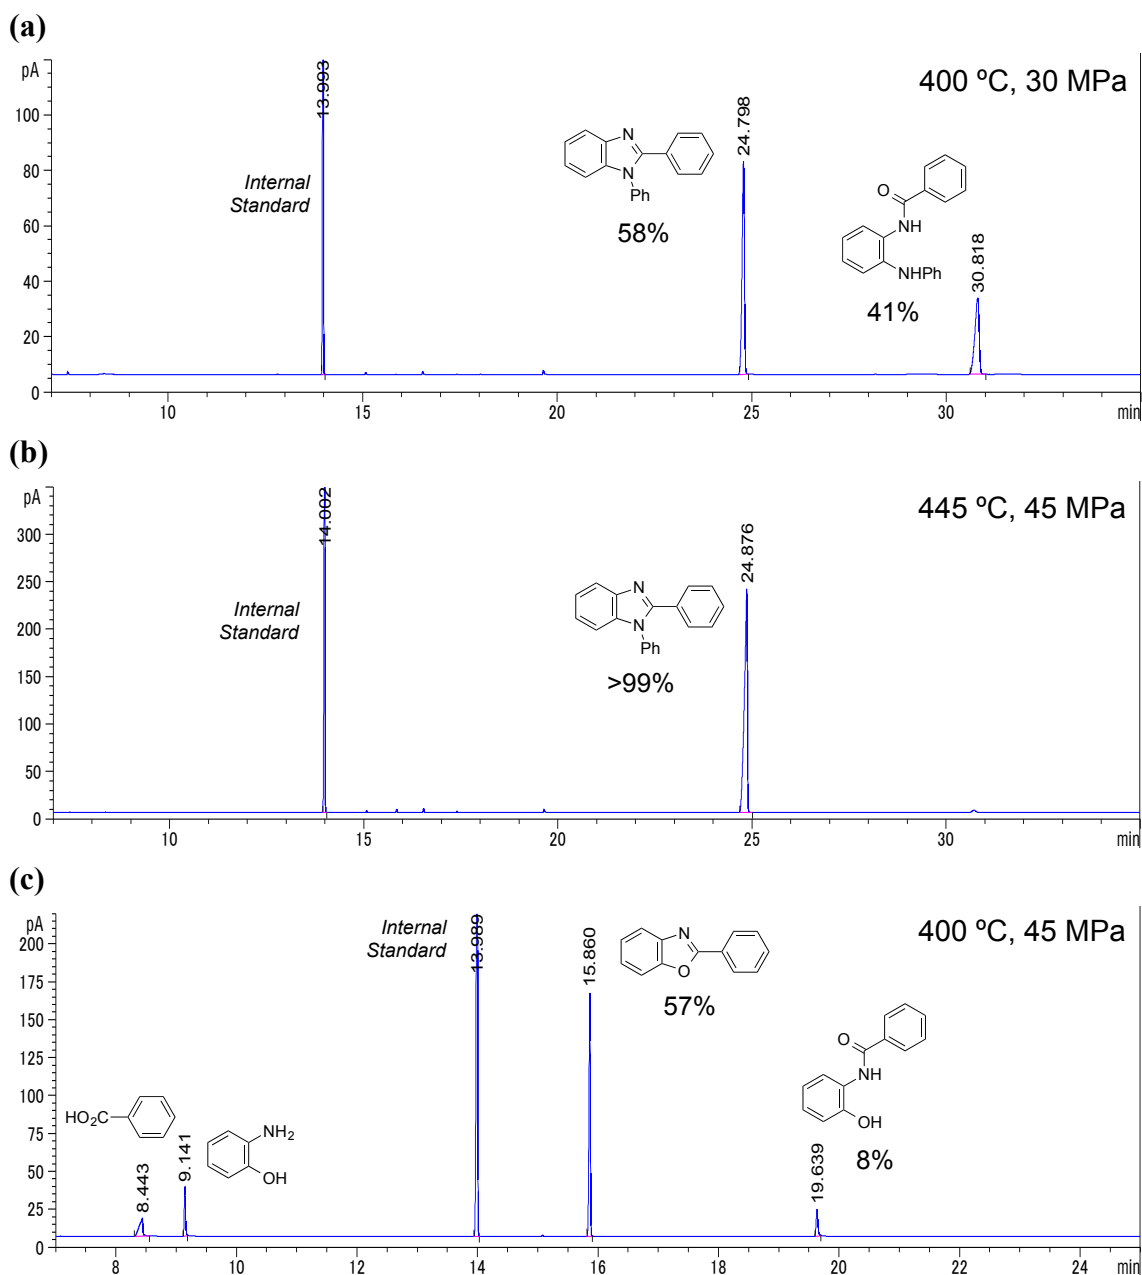 (a)
pA
400 ºC, 30 MPa
13.993
24.798
30.818
Internal
Standard
N
N
Ph
58%
O
NH
NHPh
41%
100
80
60
40
20
0
10
15
20
25
30
min
(b)
pA
445 ºC, 45 MPa
14.002
24.876
Internal
Standard
N
N
Ph
>99%
300
250
200
150
100
50
0
10
15
20
25
30
min
(c)
pA
400 ºC, 45 MPa
Internal
Standard
13.989
15.860
N
O
57%
O
NH
OH
8%
19.639
HO2C
8.443
9.141
NH2
OH
200
175
150
125
100
75
50
25
0
8
10
12
14
16
18
20
22
24
min